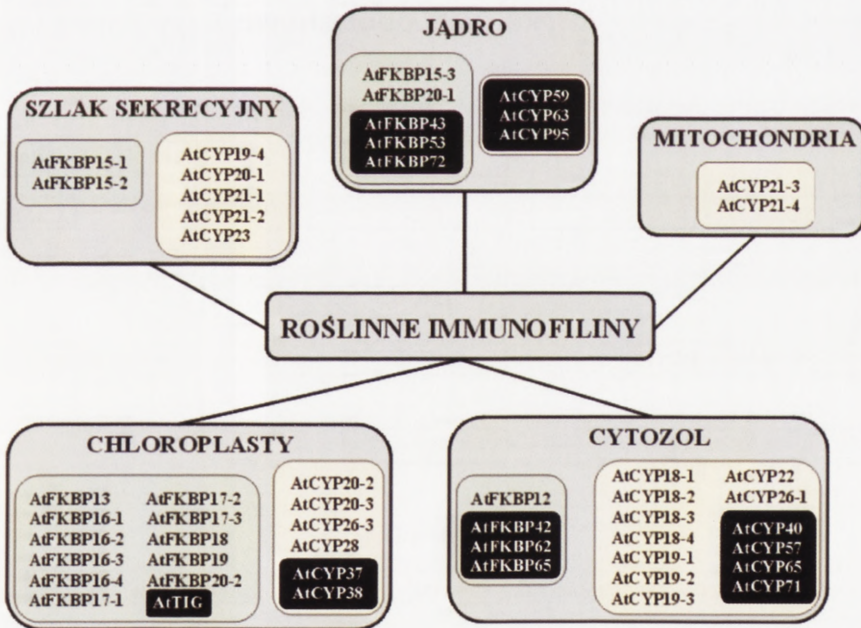 JĄDRO
AtFKBP15-3
AtFKBP20-1
AtFKBP43
AtFKBP53
AtFKBP72
AtCYP59
AtCYP63
AtCYP95
SZLAK SEKRECYJNY
AtFKBP15-1
AtFKBP15-2
AtCYP19-4
AtCYP20-1
AtCYP21-1
AtCYP21-2
AtCYP23
MITOCHONDRIA
AtCYP21-3
AtCYP21-4
ROŚLINNE IMMUNOFILINY
CHLOROPLASTY
AtFKBP13
AtFKBP16-1
AtFKBP16-2
AtFKBP16-3
AtFKBP16-4
AtFKBP17-1
AtFKBP17-2
AtFKBP17-3
AtFKBP18
AtFKBP19
AtFKBP20-2
AtTIG
AtCYP20-2
AtCYP20-3
AtCYP26-3
AtCYP28
AtCYP37
AtCYP38
CYTOZOL
AtFKBP12
AtFKBP42
AtFKBP62
AtFKBP65
AtCYP18-1
AtCYP18-2
AtCYP18-3
AtCYP18-4
AtCYP19-1
AtCYP19-2
AtCYP19-3
AtCYP22
AtCYP26-1
AtCYP40
AtCYP57
AtCYP65
AtCYP71